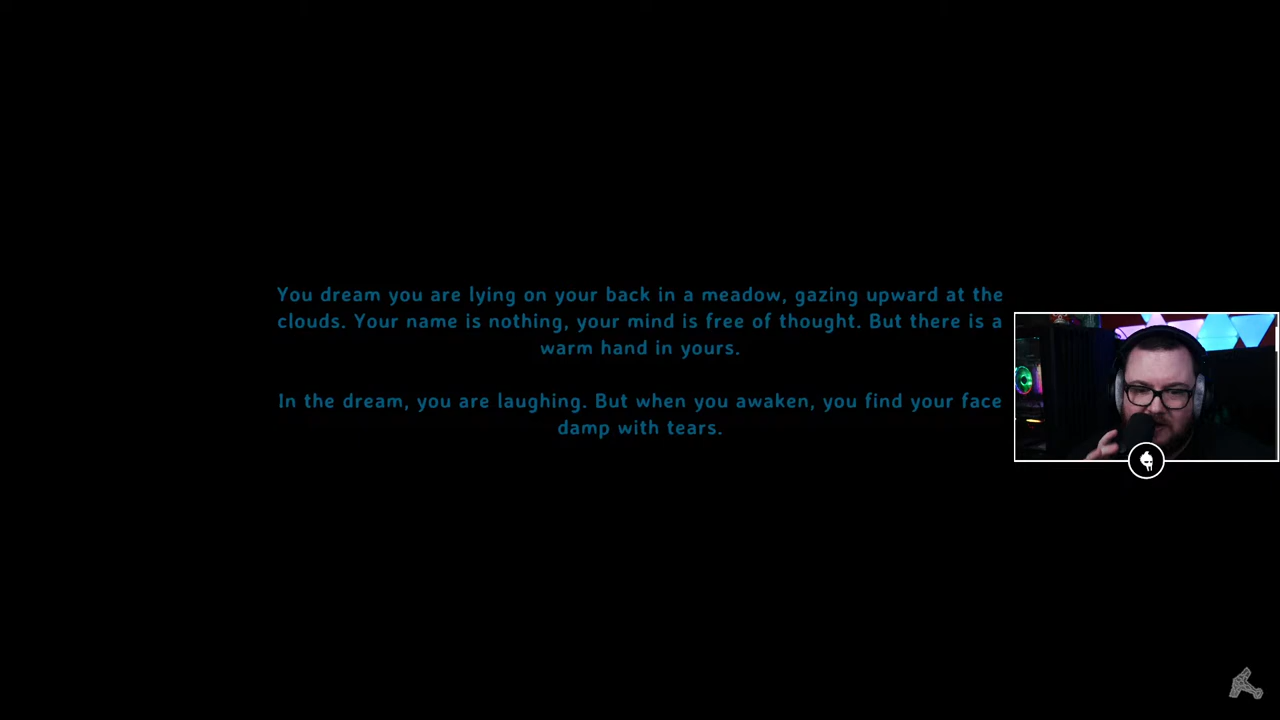 You dream you are lying on your back in a meadow, gazing upward at the
clouds. Your name is nothing, your mind is free of thought. But there is a
warm hand in yours.
In the dream, you are laughing. But when you awaken, you find your face
damp with tears.